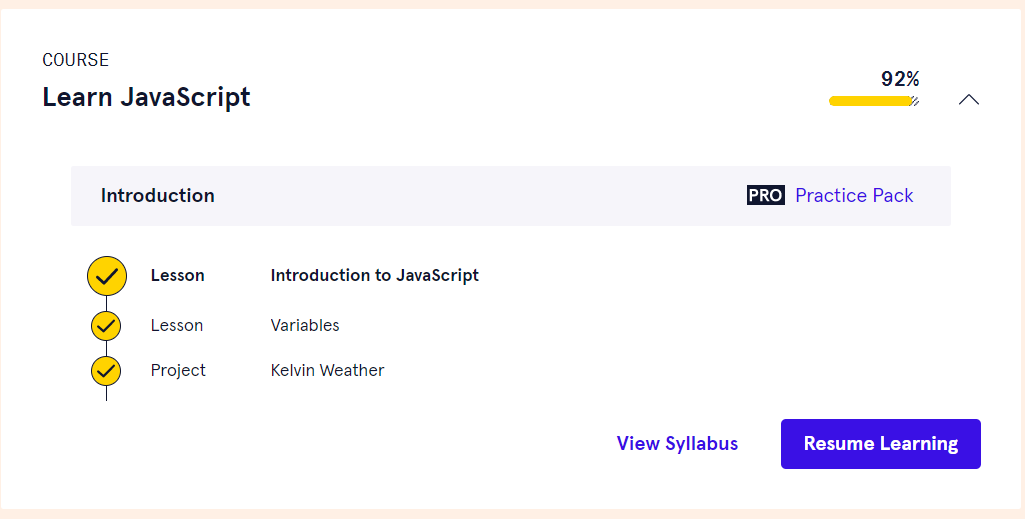 COURSE
Learn JavaScript
92%
Introduction
PRO Practice Pack
Lesson Introduction to JavaScript
Lesson Variables
Project Kelvin Weather
View Syllabus
Resume Learning